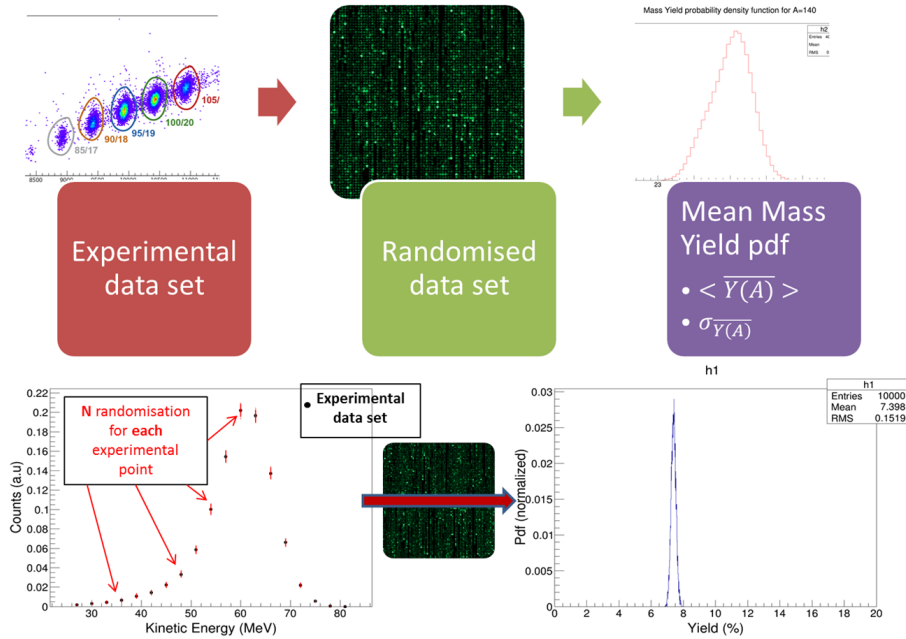 Mass Yield probability density function for A=140
h2
Entries
Mean
RMS
105/
100/20
95/19
90/18
85/17
8500 9000 9500 10000 10500 11000
23
Experimental
data set
Randomised
data set
Mean Mass
Yield pdf
• < Y(A) >
• σ Y(A)
h1
h1
Entries 10000
Mean 7.398
RMS 0.1519
N randomisation
for each
experimental
point
Experimental
data set
Counts (a.u)
0.22
0.2
0.18
0.16
0.14
0.12
0.1
0.08
0.06
0.04
0.02
0
30 40 50 60 70 80
Kinetic Energy (MeV)
Pdf (normalized)
0.03
0.025
0.02
0.015
0.01
0.005
0
0 2 4 6 8 10 12 14 16 18 20
Yield (%)